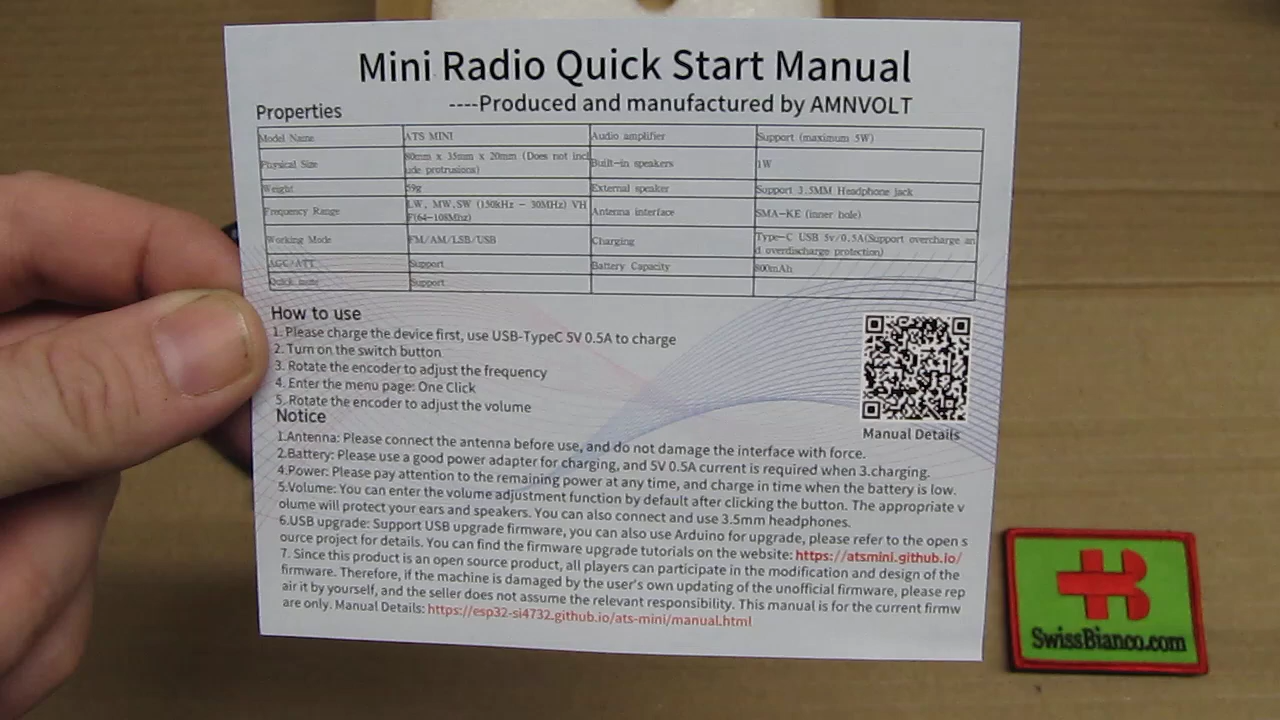 Mini Radio Quick Start Manual
----Produced and manufactured by AMNVOLT
Properties
Model Name ATS MINI Audio amplifier Support (maximum 5W)
Physical Size 80mm x 35mm x 20mm (Does not incl
ude protrusions) Built-in speakers 1W
Weight 59g External speaker Support 3.5MM Headphone jack
Frequency Range LW, MW,SW (150kHz - 30MHz) VH
F(64-108Mhz) Antenna interface SMA-KE (inner hole)
Working Mode FM/AM/LSB/USB Charging Type-C USB 5v/0.5A(Support overcharge an
d overdischarge protection)
AGC/ATT Support Battery Capacity 800mAh
Quick mute Support
How to use
1. Please charge the device first, use USB-TypeC 5V 0.5A to charge
2. Turn on the switch button
3. Rotate the encoder to adjust the frequency
4. Enter the menu page: One Click
5. Rotate the encoder to adjust the volume
Manual Details
Notice
1.Antenna: Please connect the antenna before use, and do not damage the interface with force.
2.Battery: Please use a good power adapter for charging, and 5V 0.5A current is required when 3.charging.
4.Power: Please pay attention to the remaining power at any time, and charge in time when the battery is low.
5.Volume: You can enter the volume adjustment function by default after clicking the button. The appropriate v
olume will protect your ears and speakers. You can also connect and use 3.5mm headphones.
6.USB upgrade: Support USB upgrade firmware, you can also use Arduino for upgrade, please refer to the open s
ource project for details. You can find the firmware upgrade tutorials on the website: https://atsmini.github.io/
7. Since this product is an open source product, all players can participate in the modification and design of the
firmware. Therefore, if the machine is damaged by the user's own updating of the unofficial firmware, please rep
air it by yourself, and the seller does not assume the relevant responsibility. This manual is for the current firmw
are only. Manual Details: https://esp32-si4732.github.io/ats-mini/manual.html
SwissBianco.com